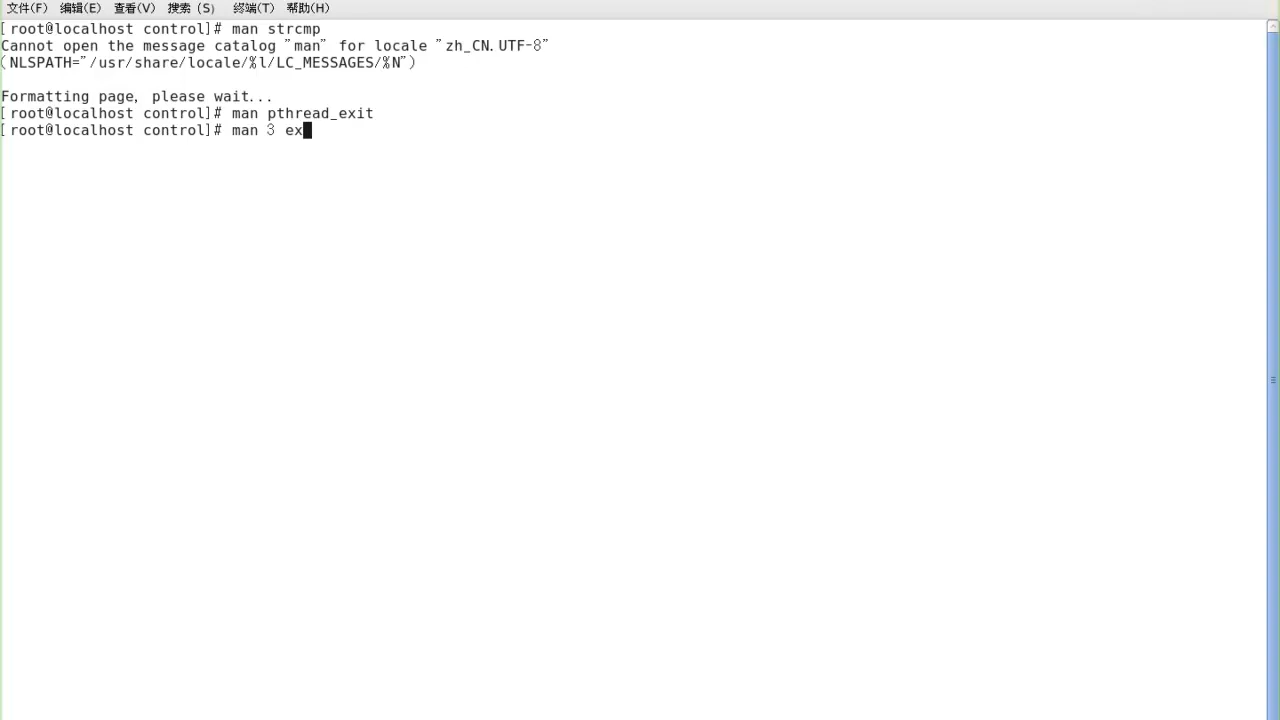 文件(F) 编辑(E) 查看(V) 搜索 (S) 终端(T) 帮助(H)
[root@localhost control]# man strcmp
Cannot open the message catalog "man" for locale "zh_CN.UTF-8"
(NLSPATH="/usr/share/locale/%l/LC_MESSAGES/%N")
Formatting page, please wait...
[root@localhost control]# man pthread_exit
[root@localhost control]# man 3 ex